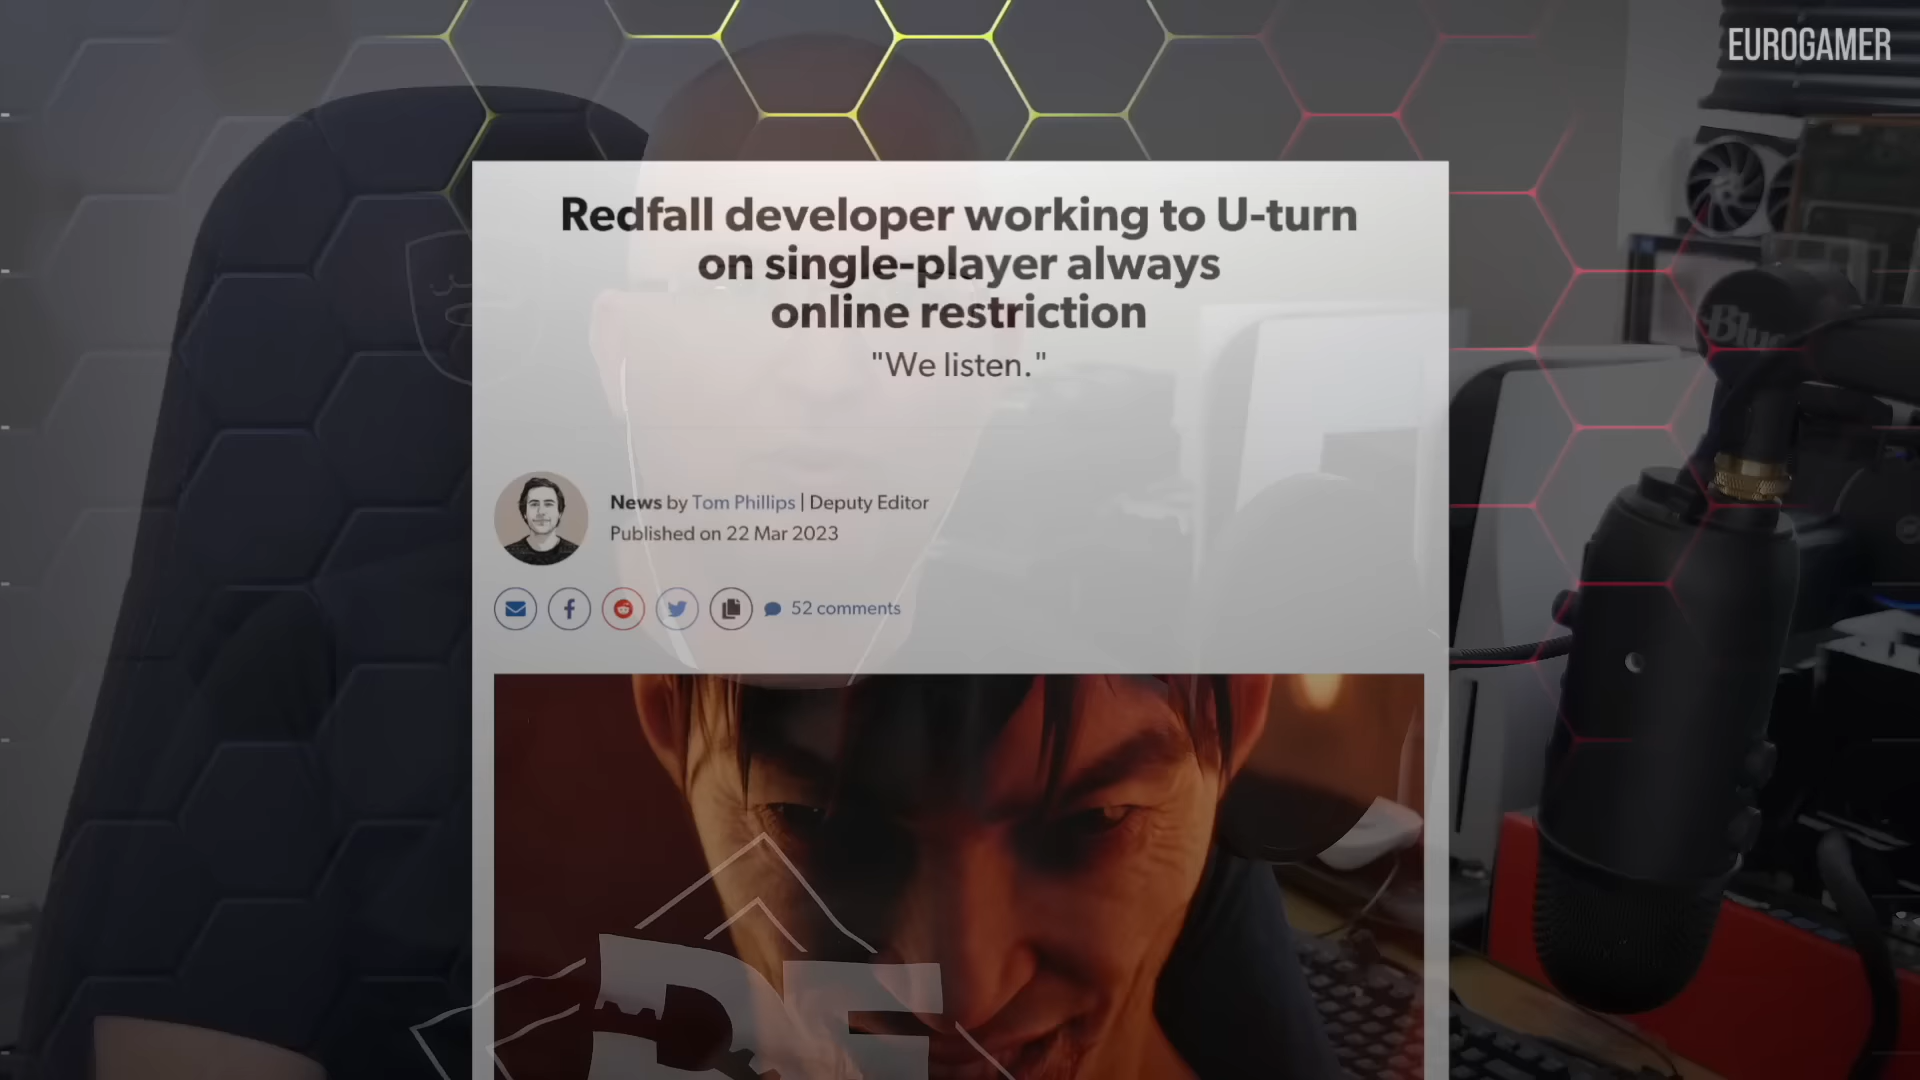 EUROGAMER
Redfall developer working to U-turn
on single-player always
online restriction
"We listen."
News by Tom Phillips | Deputy Editor
Published on 22 Mar 2023
52 comments
Blue